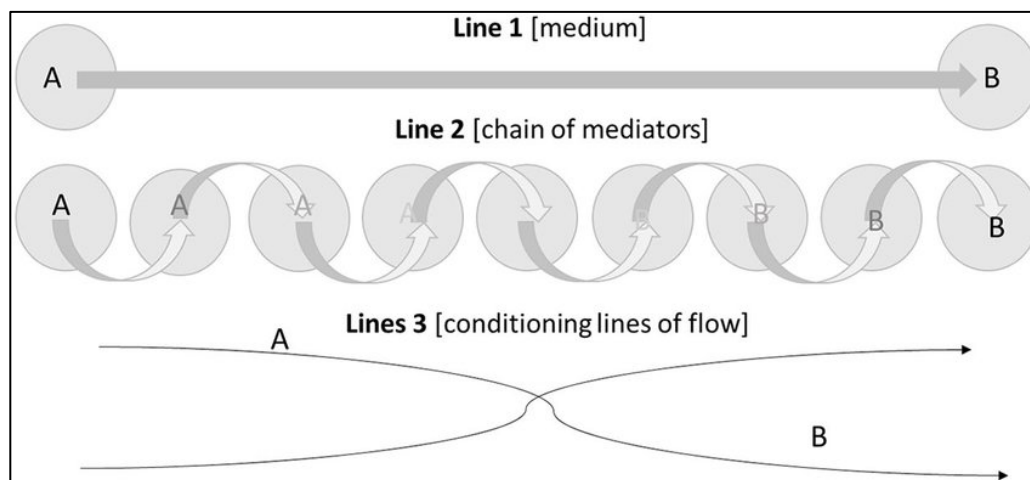 Line 1 [medium]
A B
Line 2 [chain of mediators]
A A A A B B B B
Lines 3 [conditioning lines of flow]
A
B